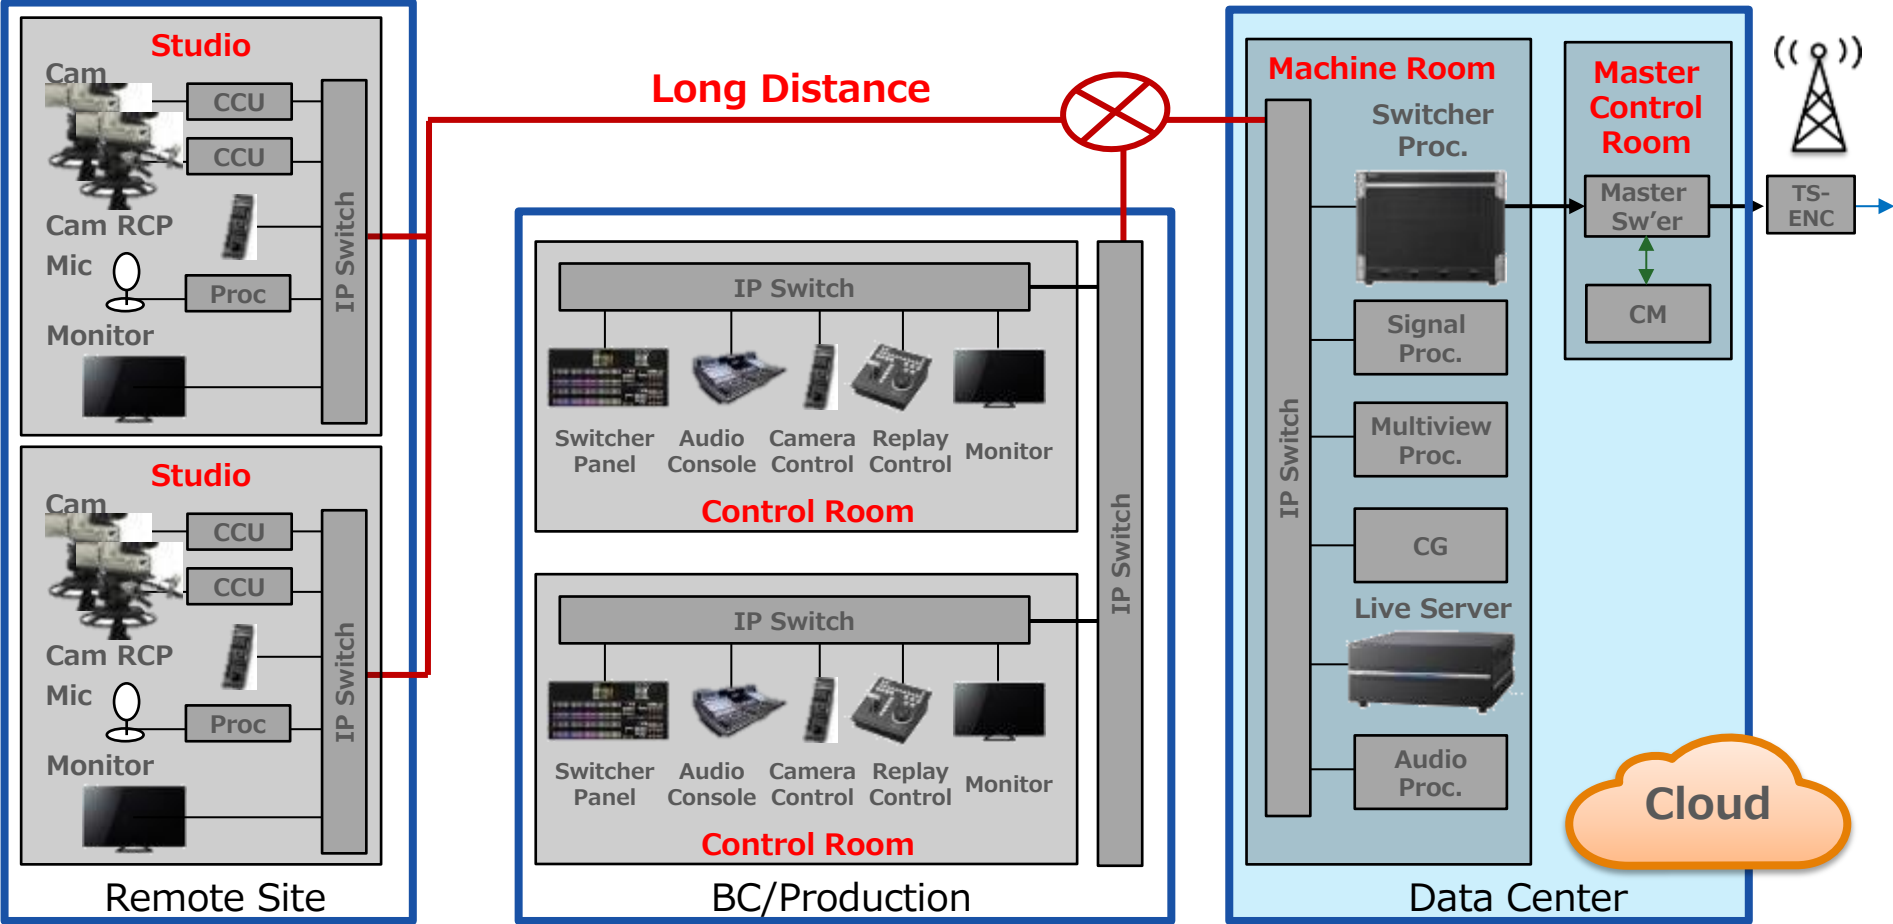 Studio
Cam
CCU
CCU
Cam RCP
Mic
Proc
Monitor
IP Switch
Studio
Cam
CCU
CCU
Cam RCP
Mic
Proc
Monitor
IP Switch
Remote Site
Long Distance
IP Switch
Switcher
Panel
Audio
Console
Camera
Control
Replay
Control
Monitor
Control Room
IP Switch
Switcher
Panel
Audio
Console
Camera
Control
Replay
Control
Monitor
Control Room
IP Switch
BC/Production
Machine Room
IP Switch
Switcher
Proc.
Signal
Proc.
Multiview
Proc.
CG
Live Server
Audio
Proc.
Master
Control
Room
Master
Sw’er
CM
TS-
ENC
Cloud
Data Center